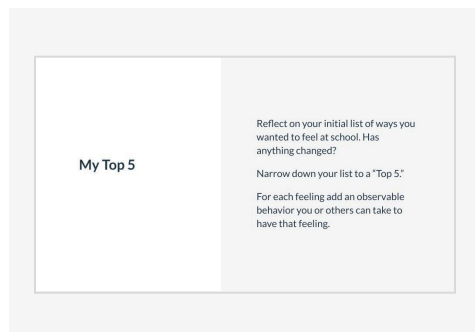 My Top 5
Reflect on your initial list of ways you
wanted to feel at school. Has
anything changed?
Narrow down your list to a “Top 5.”
For each feeling add an observable
behavior you or others can take to
have that feeling.